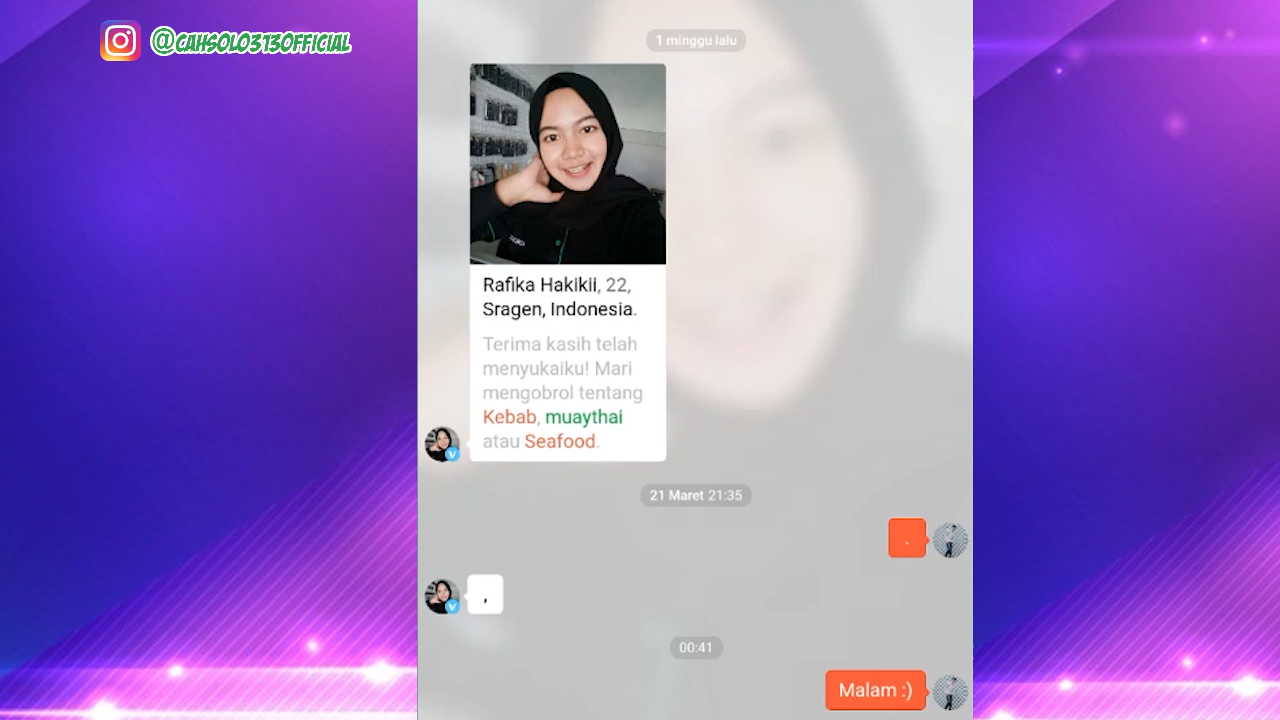 @CAHSOLO313OFFICIAL
1 minggu lalu
Rafika Hakikii, 22,
Sragen, Indonesia.
Terima kasih telah
menyukaiku! Mari
mengobrol tentang
Kebab, muaythai
atau Seafood.
21 Maret 21:35
.
,
00:41
Malam :)